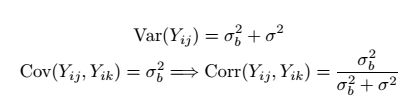 Var(Y_{ij}) = σ_b^2 + σ^2
Cov(Y_{ij}, Y_{ik}) = σ_b^2 ⟹ Corr(Y_{ij}, Y_{ik}) = \frac{σ_b^2}{σ_b^2 + σ^2}